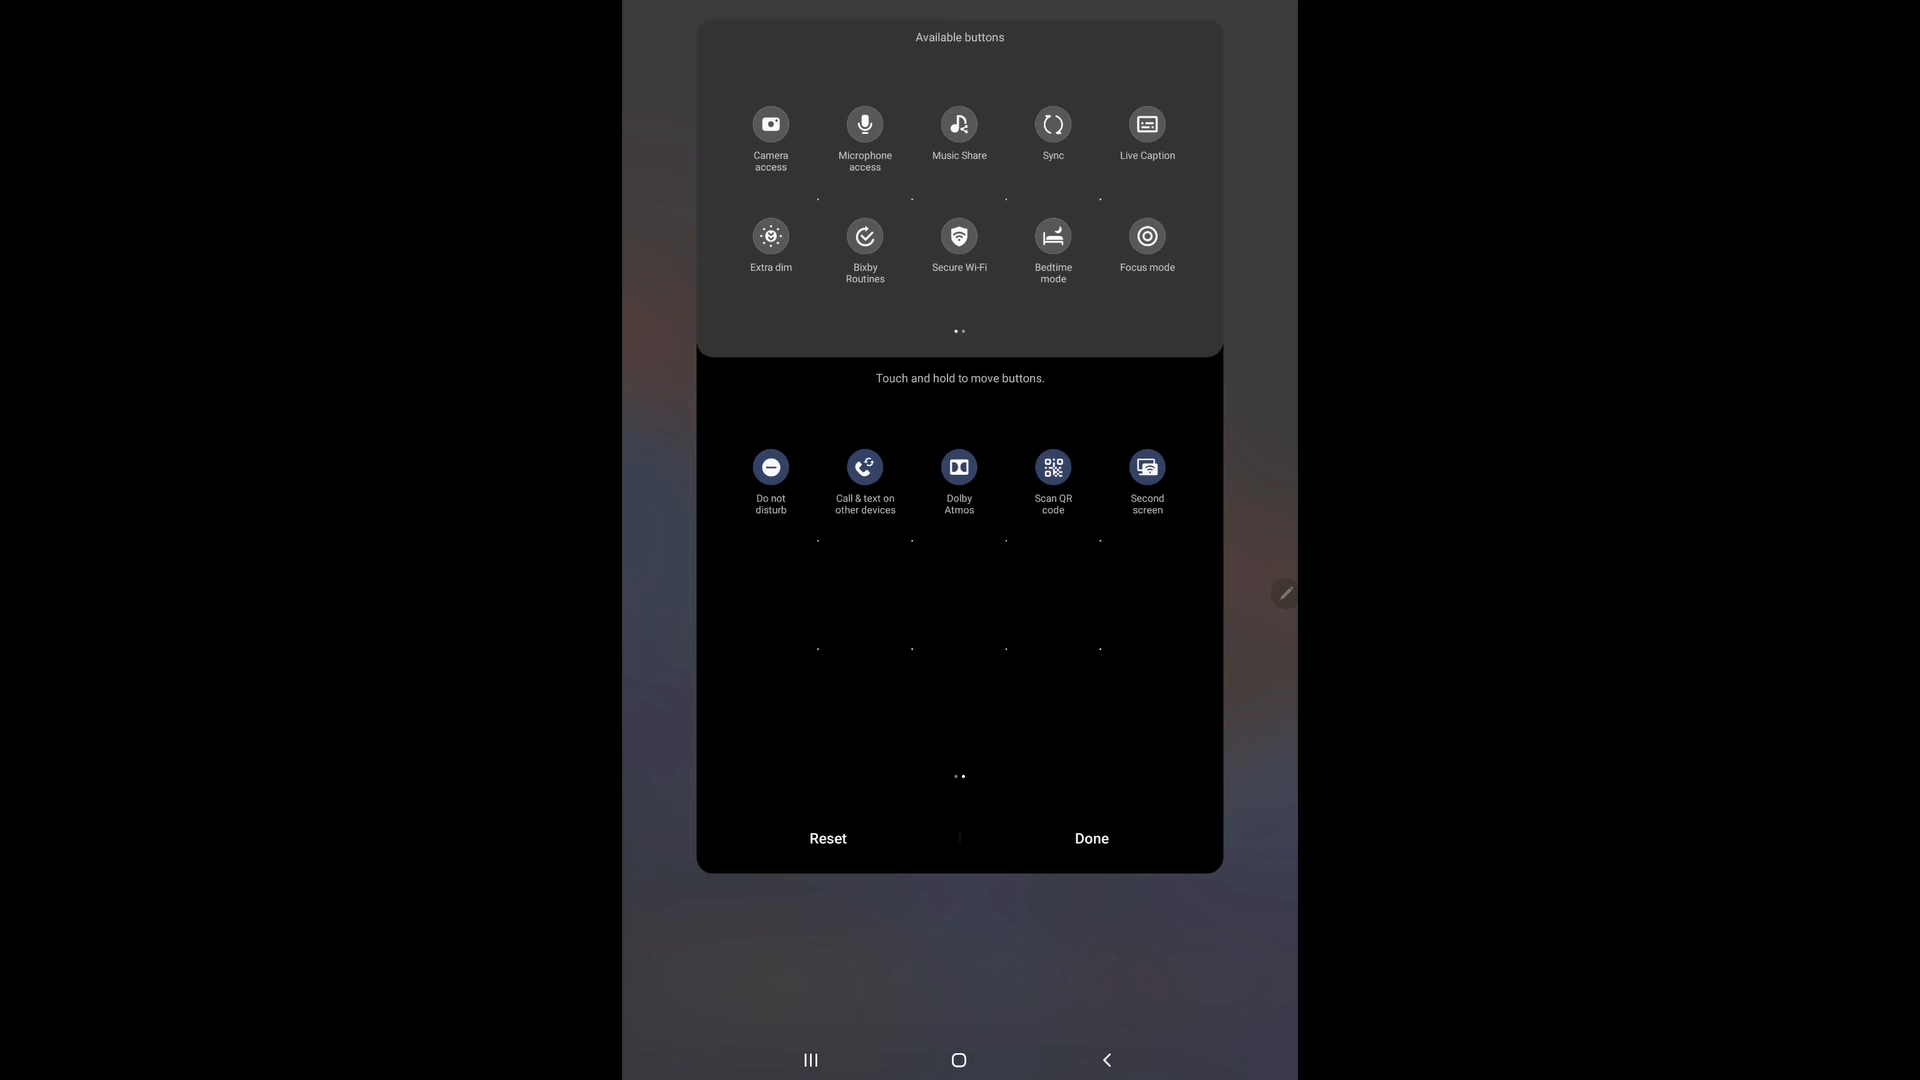 Available buttons
Camera
access
Microphone
access
Music Share
Sync
Live Caption
Extra dim
Bixby
Routines
Secure Wi-Fi
Bedtime
mode
Focus mode
Touch and hold to move buttons.
Do not
disturb
Call & text on
other devices
Dolby
Atmos
Scan QR
code
Second
screen
Reset
Done